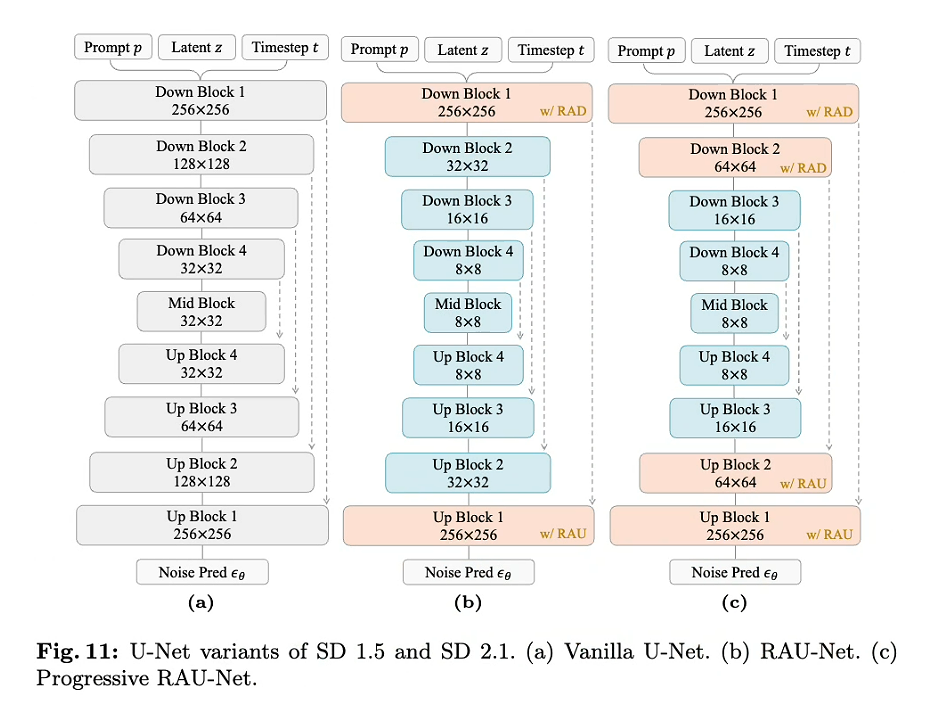 Prompt p Latent z Timestep t
Down Block 1
256×256
Down Block 2
128×128
Down Block 3
64×64
Down Block 4
32×32
Mid Block
32×32
Up Block 4
32×32
Up Block 3
64×64
Up Block 2
128×128
Up Block 1
256×256
Noise Pred ϵθ
(a)
Prompt p Latent z Timestep t
Down Block 1
256×256 w/ RAD
Down Block 2
32×32
Down Block 3
16×16
Down Block 4
8×8
Mid Block
8×8
Up Block 4
8×8
Up Block 3
16×16
Up Block 2
32×32
Up Block 1
256×256 w/ RAU
Noise Pred ϵθ
(b)
Prompt p Latent z Timestep t
Down Block 1
256×256 w/ RAD
Down Block 2
64×64 w/ RAD
Down Block 3
16×16
Down Block 4
8×8
Mid Block
8×8
Up Block 4
8×8
Up Block 3
16×16
Up Block 2
64×64 w/ RAU
Up Block 1
256×256 w/ RAU
Noise Pred ϵθ
(c)
Fig. 11: U-Net variants of SD 1.5 and SD 2.1. (a) Vanilla U-Net. (b) RAU-Net. (c)
Progressive RAU-Net.